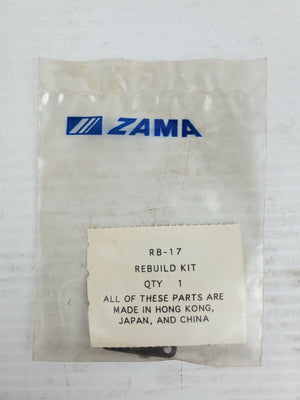 ZAMA
RB-17
REBUILD KIT
QTY 1
ALL OF THESE PARTS ARE
MADE IN HONG KONG,
JAPAN, AND CHINA